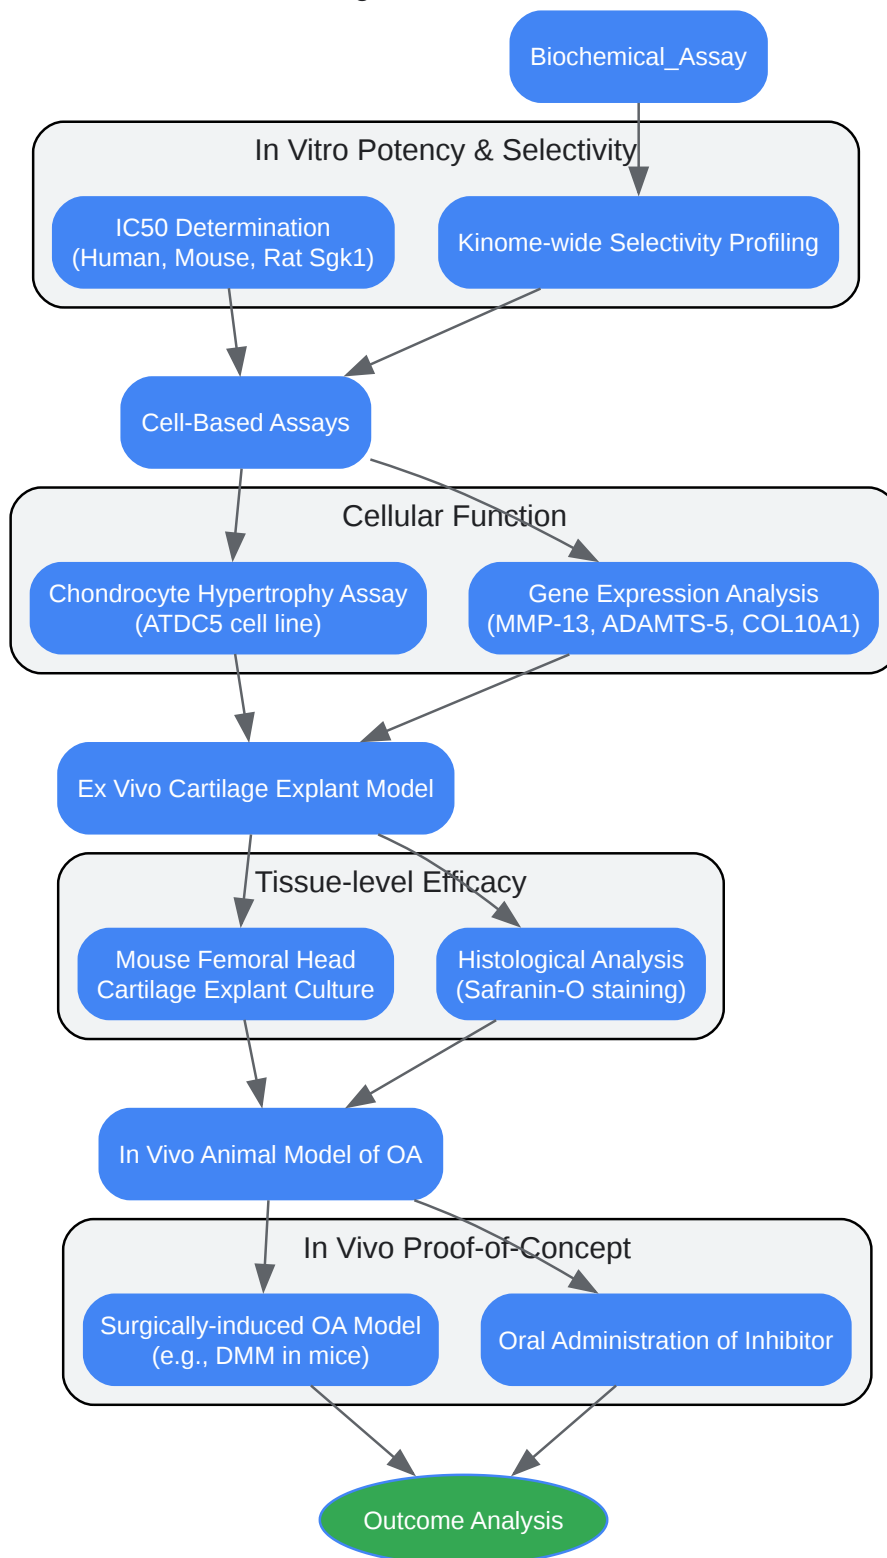 Biochemical_Assay
In Vitro Potency & Selectivity
IC50 Determination
(Human, Mouse, Rat Sgk1)
Kinome-wide Selectivity Profiling
Cell-Based Assays
Cellular Function
Chondrocyte Hypertrophy Assay
(ATDC5 cell line)
Gene Expression Analysis
(MMP-13, ADAMTS-5, COL10A1)
Ex Vivo Cartilage Explant Model
Tissue-level Efficacy
Mouse Femoral Head
Cartilage Explant Culture
Histological Analysis
(Safranin-O staining)
In Vivo Animal Model of OA
In Vivo Proof-of-Concept
Surgically-induced OA Model
(e.g., DMM in mice)
Oral Administration of Inhibitor
Outcome Analysis